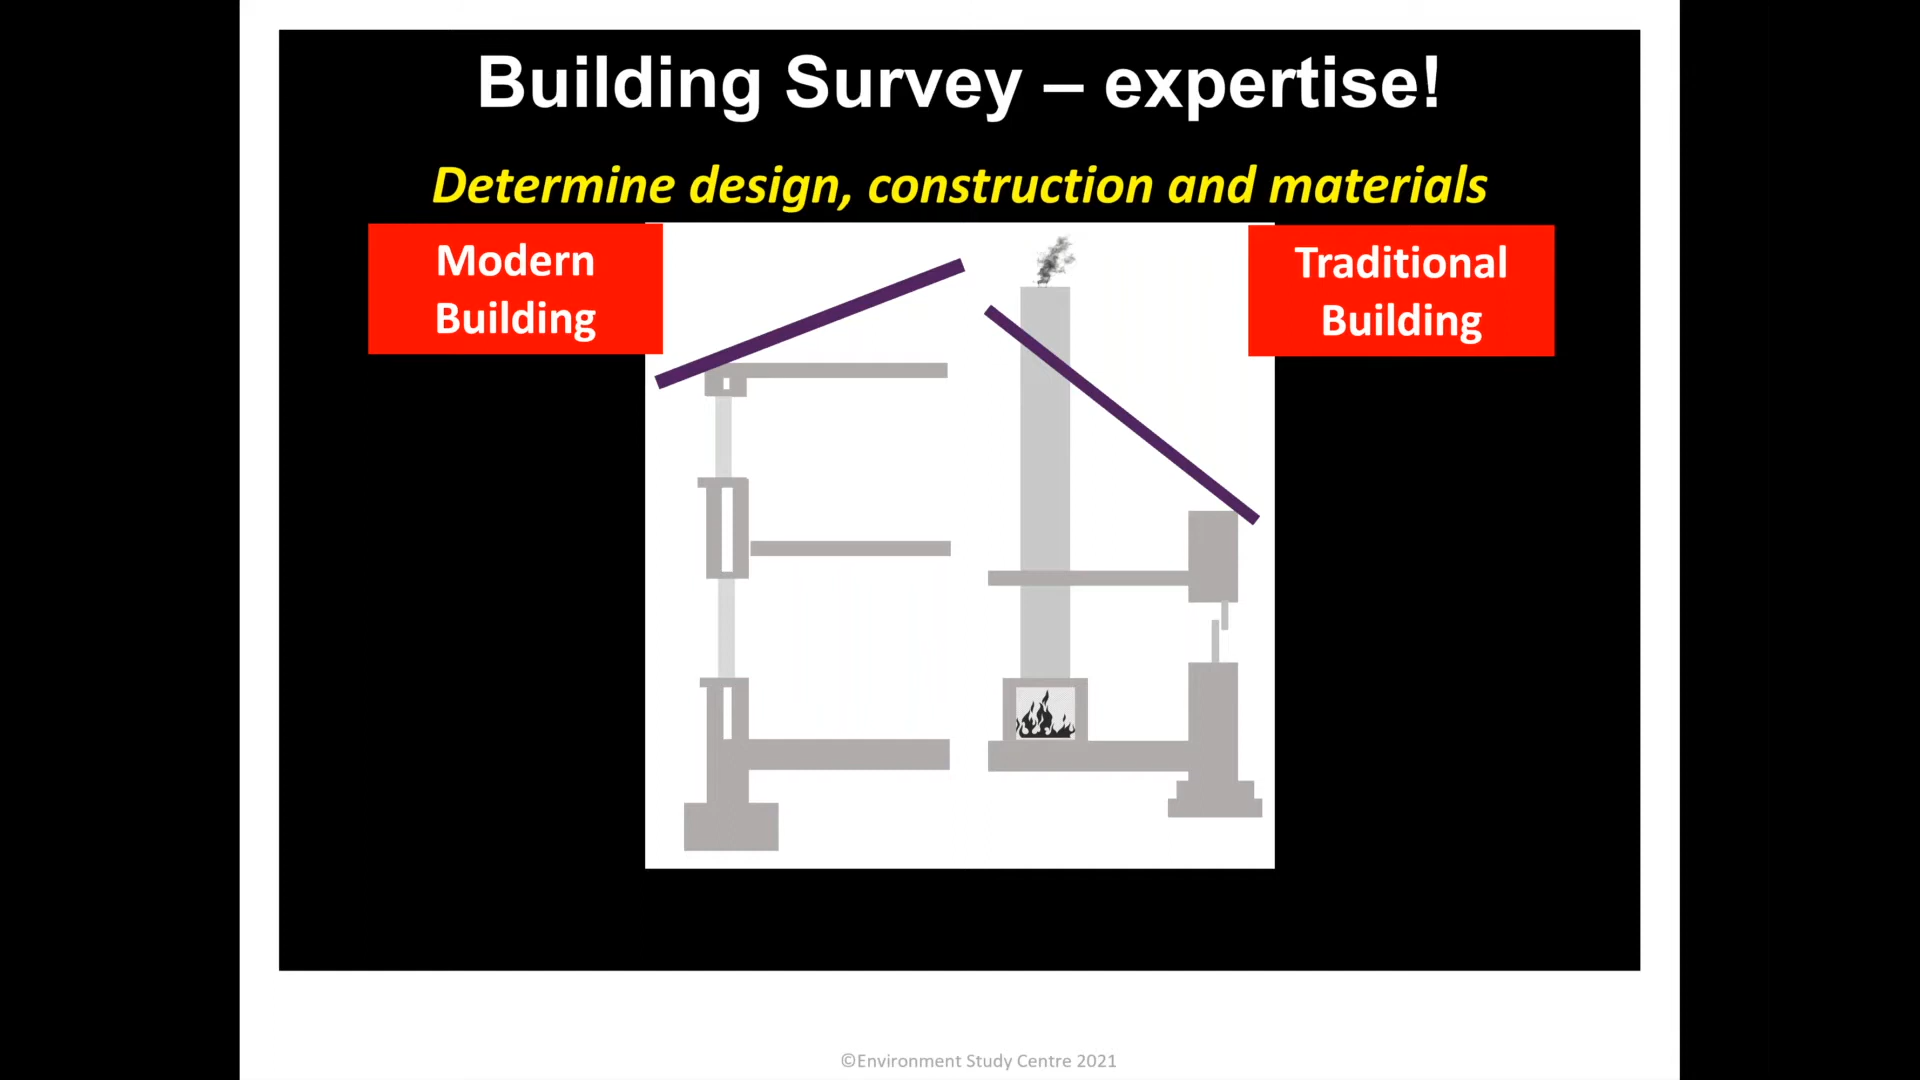 Building Survey – expertise!
Determine design, construction and materials
Modern
Building
Traditional
Building
©Environment Study Centre 2021